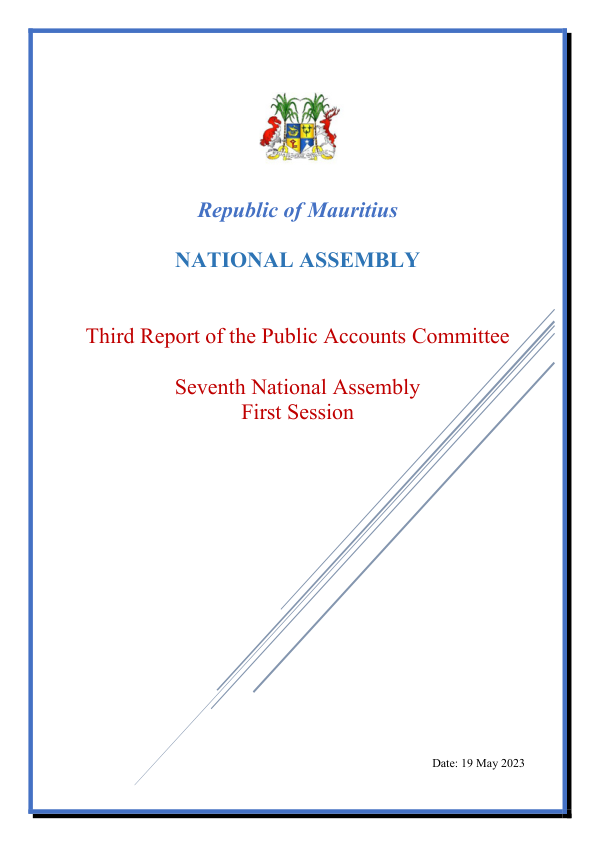 Republic of Mauritius
NATIONAL ASSEMBLY
Third Report of the Public Accounts Committee
Seventh National Assembly
First Session
Date: 19 May 2023